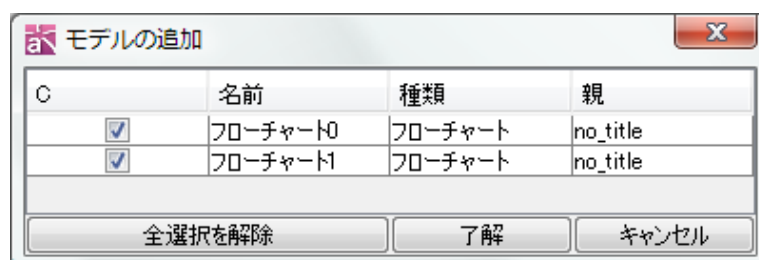 モデルの追加
C 名前 種類 親
フローチャート0 フローチャート no_title
フローチャート1 フローチャート no_title
全選択を解除 了解 キャンセル